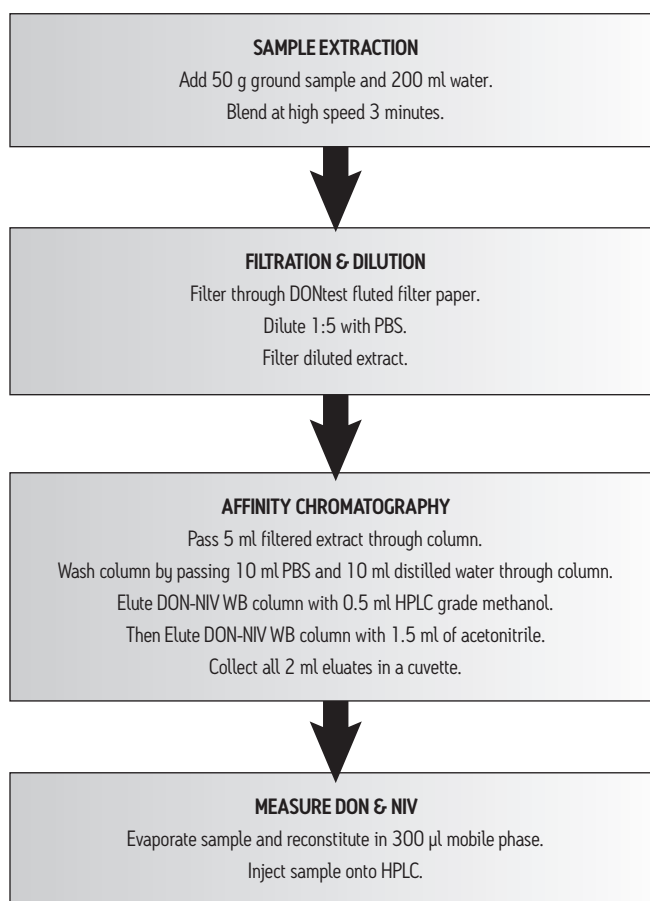 SAMPLE EXTRACTION
Add 50 g ground sample and 200 ml water.
Blend at high speed 3 minutes.
FILTRATION & DILUTION
Filter through DONtest fluted filter paper.
Dilute 1:5 with PBS.
Filter diluted extract.
AFFINITY CHROMATOGRAPHY
Pass 5 ml filtered extract through column.
Wash column by passing 10 ml PBS and 10 ml distilled water through column.
Elute DON-NIV WB column with 0.5 ml HPLC grade methanol.
Then Elute DON-NIV WB column with 1.5 ml of acetonitrile.
Collect all 2 ml eluates in a cuvette.
MEASURE DON & NIV
Evaporate sample and reconstitute in 300 µl mobile phase.
Inject sample onto HPLC.